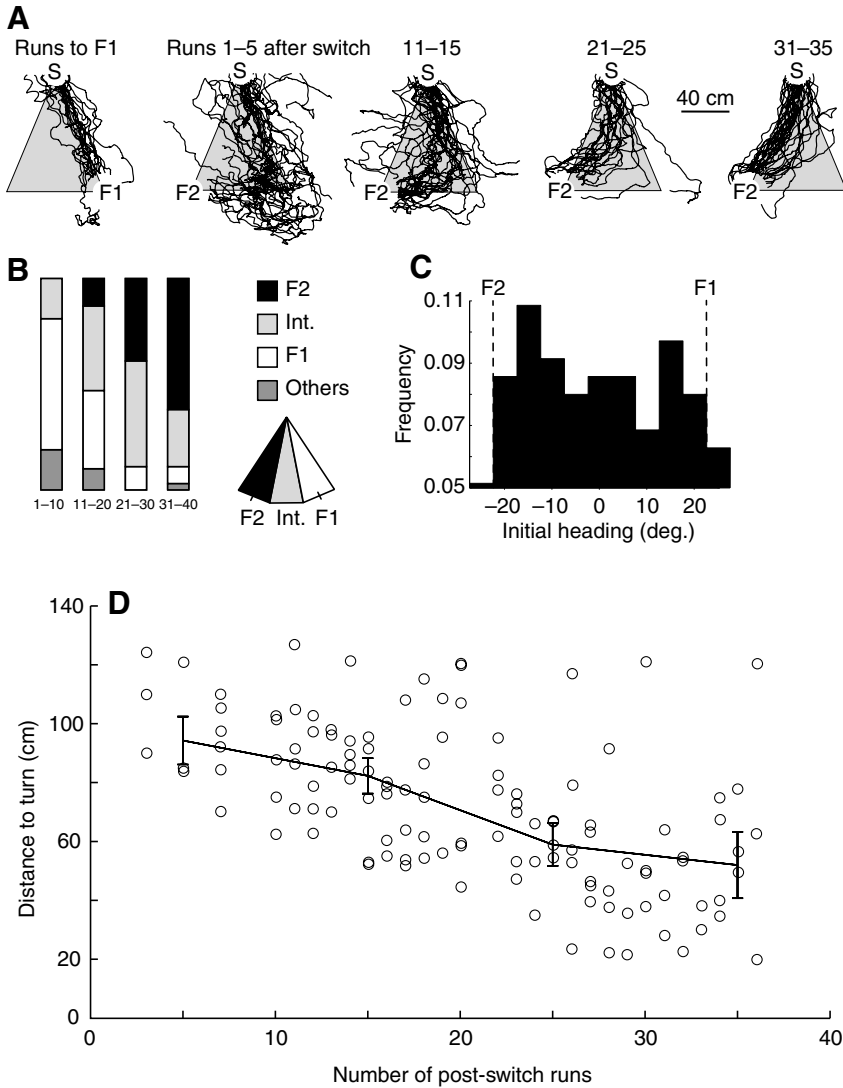 A
Runs to F1
Runs 1–5 after switch
11–15
21–25
31–35
S
S
S
S
S
40 cm
F1
F2
F2
F2
F2
B
F2
Int.
F1
Others
1–10
11–20
21–30
31–40
F2 Int. F1
C
F2
F1
0.11
0.09
0.07
0.05
Frequency
–20 –10 0 10 20
Initial heading (deg.)
D
140
100
60
20
0
Distance to turn (cm)
0 10 20 30 40
Number of post-switch runs